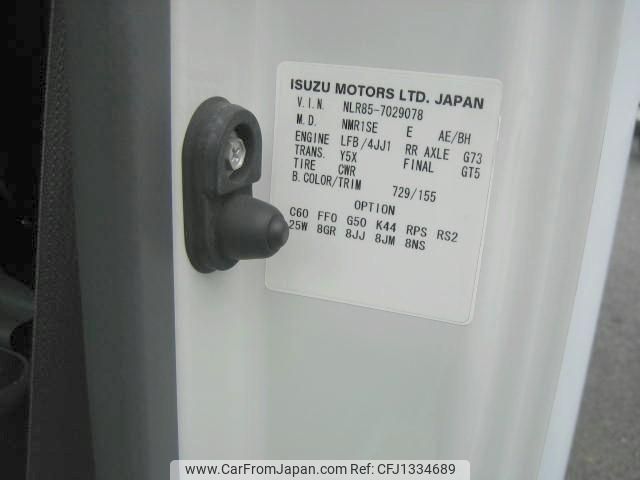 ISUZU MOTORS LTD. JAPAN
V.I.N. NLR85-7029078
M.D. NMR1SE E AE/BH
ENGINE LFB/4JJ1 RR AXLE G73
TRANS. Y5X FINAL GT5
TIRE CWR
B.COLOR/TRIM 729/155
OPTION
C60 FF0 G50 K44 RPS RS2
25W 8GR 8JJ 8JM 8NS
www.CarFromJapan.com - Ref No: CFJ1334689